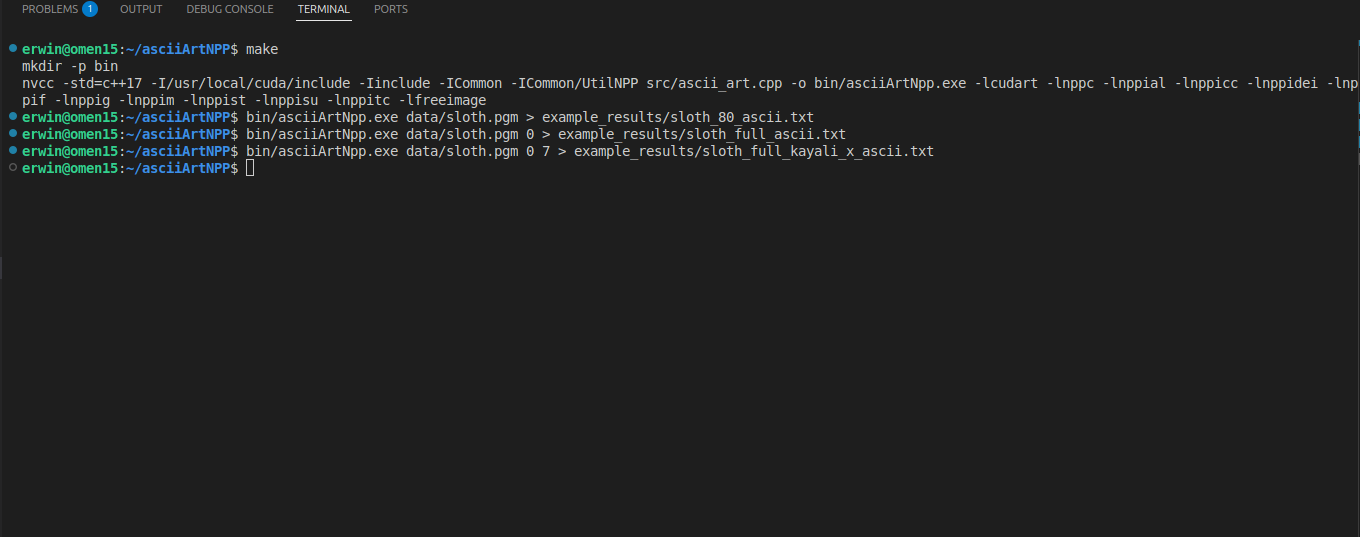 PROBLEMS 1 OUTPUT DEBUG CONSOLE TERMINAL PORTS
erwin@omen15:~/asciiArtNPP$ make
mkdir -p bin
nvcc -std=c++17 -I/usr/local/cuda/include -Iinclude -ICommon -ICommon/UtilNPP src/ascii_art.cpp -o bin/asciiArtNpp.exe -lcudart -lnppc -lnppial -lnppicc -lnppidei -lnp
pif -lnppig -lnppim -lnppist -lnppisu -lnppitc -lfreeimage
erwin@omen15:~/asciiArtNPP$ bin/asciiArtNpp.exe data/sloth.pgm > example_results/sloth_80_ascii.txt
erwin@omen15:~/asciiArtNPP$ bin/asciiArtNpp.exe data/sloth.pgm 0 > example_results/sloth_full_ascii.txt
erwin@omen15:~/asciiArtNPP$ bin/asciiArtNpp.exe data/sloth.pgm 0 7 > example_results/sloth_full_kayali_x_ascii.txt
erwin@omen15:~/asciiArtNPP$